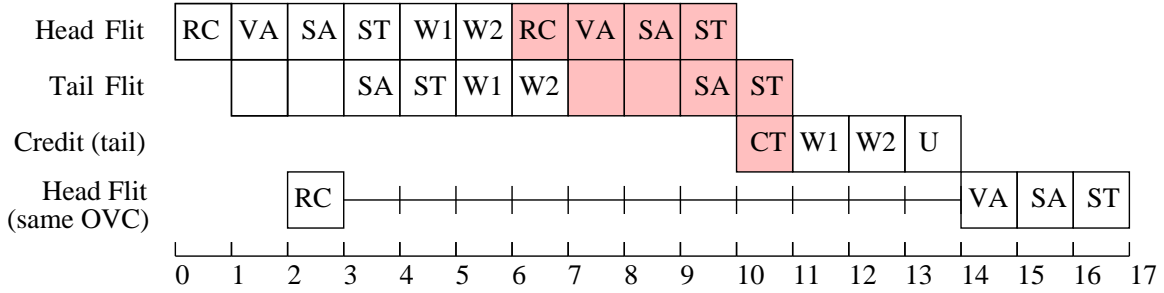 Head Flit RC VA SA ST W1 W2 RC VA SA ST
Tail Flit SA ST W1 W2 SA ST
Credit (tail) CT W1 W2 U
Head Flit
(same OVC) RC VA SA ST
0 1 2 3 4 5 6 7 8 9 10 11 12 13 14 15 16 17